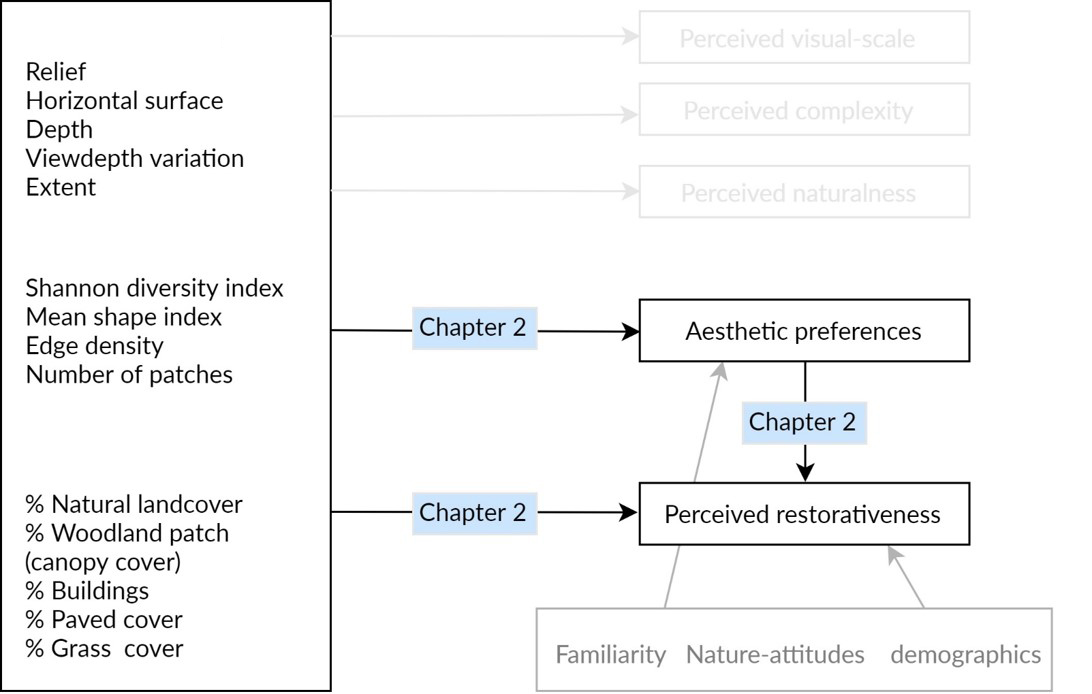 Relief
Horizontal surface
Depth
Viewdepth variation
Extent
Shannon diversity index
Mean shape index
Edge density
Number of patches
% Natural landcover
% Woodland patch
(canopy cover)
% Buildings
% Paved cover
% Grass  cover
Perceived visual-scale
Perceived complexity
Perceived naturalness
Chapter 2
Aesthetic preferences
Chapter 2
Chapter 2
Perceived restorativeness
Familiarity Nature-attitudes demographics